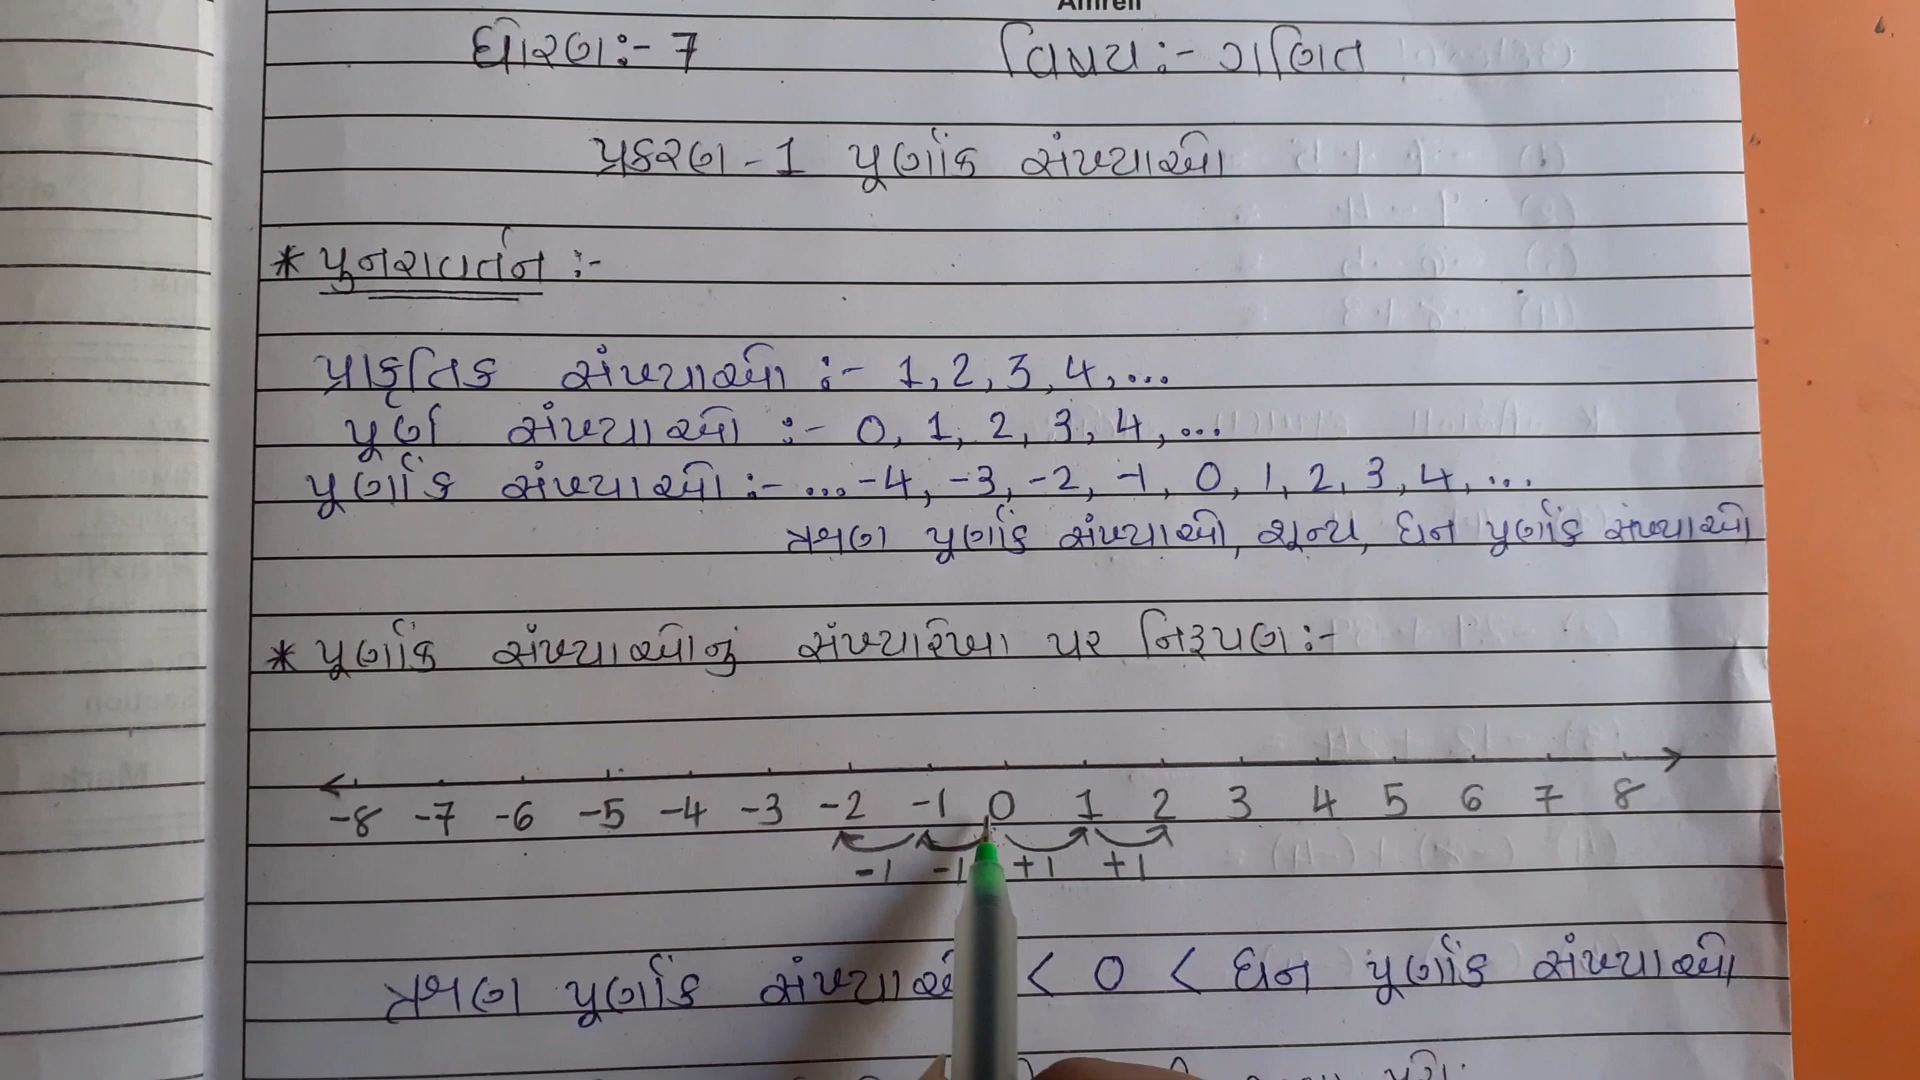 Amreli
ધોરણ:- 7 વિષય:- ગણિત
પ્રકરણ - 1 પૂર્ણાંક સંખ્યાઓ
* પુનરાવર્તન :-
પ્રાકૃતિક સંખ્યાઓ :- 1, 2, 3, 4, ...
પૂર્ણ સંખ્યાઓ :- 0, 1, 2, 3, 4, ...
પૂર્ણાંક સંખ્યાઓ :- ... -4, -3, -2, -1, 0, 1, 2, 3, 4, ...
ઋણ પૂર્ણાંક સંખ્યાઓ, શૂન્ય, ધન પૂર્ણાંક સંખ્યાઓ
* પૂર્ણાંક સંખ્યાઓનું સંખ્યારેખા પર નિરૂપણ :-
-8 -7 -6 -5 -4 -3 -2 -1 0 1 2 3 4 5 6 7 8
-1 -1 +1 +1
ઋણ પૂર્ણાંક સંખ્યાઓ < 0 < ધન પૂર્ણાંક સંખ્યાઓ